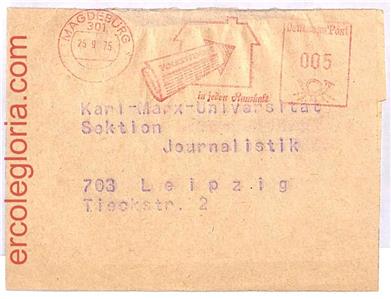 MAGDEBURG
301
25.9.75
VOLKSSTIMME
in jeden Haushalt
Deutsche Post
005
Karl-Marx-Universität
Sektion
Journalistik
703 Leipzig
Tieckstr. 2
ercolegloria.com